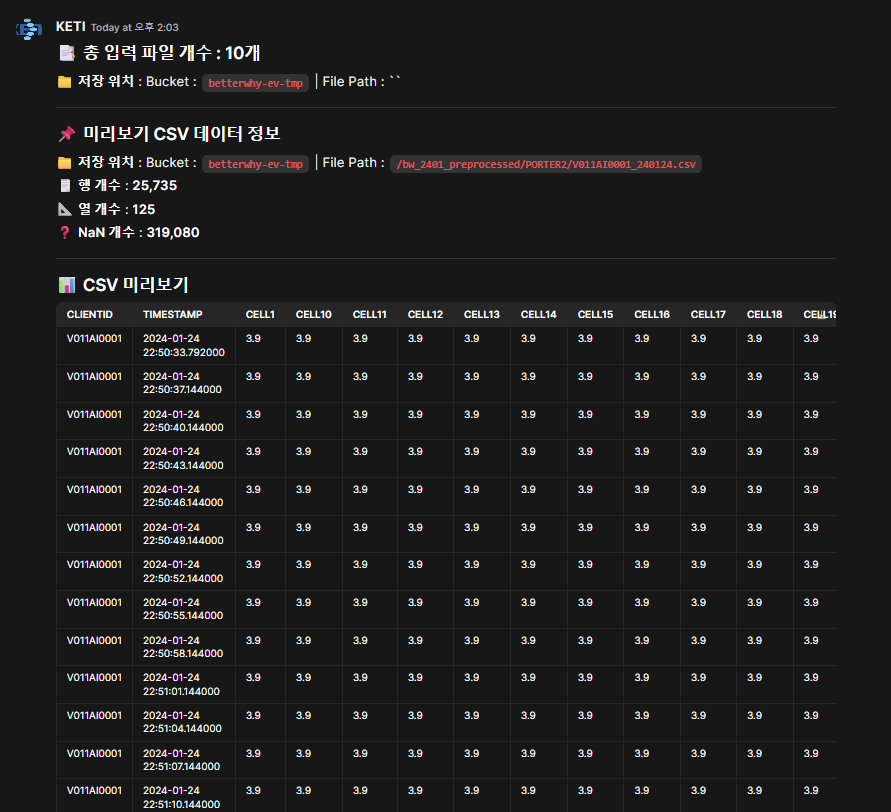 KETI Today at 오후 2:03
총 입력 파일 개수 : 10개
저장 위치 : Bucket : betterwhy-ev-tmp | File Path : ``
미리보기 CSV 데이터 정보
저장 위치 : Bucket : betterwhy-ev-tmp | File Path : /bw_2401_preprocessed/PORTER2/V011AI0001_240124.csv
행 개수 : 25,735
열 개수 : 125
NaN 개수 : 319,080
CSV 미리보기
CLIENTID TIMESTAMP CELL1 CELL10 CELL11 CELL12 CELL13 CELL14 CELL15 CELL16 CELL17 CELL18 CELL19
V011AI0001 2024-01-24 3.9 3.9 3.9 3.9 3.9 3.9 3.9 3.9 3.9 3.9 3.9
22:50:33.792000
V011AI0001 2024-01-24 3.9 3.9 3.9 3.9 3.9 3.9 3.9 3.9 3.9 3.9 3.9
22:50:37.144000
V011AI0001 2024-01-24 3.9 3.9 3.9 3.9 3.9 3.9 3.9 3.9 3.9 3.9 3.9
22:50:40.144000
V011AI0001 2024-01-24 3.9 3.9 3.9 3.9 3.9 3.9 3.9 3.9 3.9 3.9 3.9
22:50:43.144000
V011AI0001 2024-01-24 3.9 3.9 3.9 3.9 3.9 3.9 3.9 3.9 3.9 3.9 3.9
22:50:46.144000
V011AI0001 2024-01-24 3.9 3.9 3.9 3.9 3.9 3.9 3.9 3.9 3.9 3.9 3.9
22:50:49.144000
V011AI0001 2024-01-24 3.9 3.9 3.9 3.9 3.9 3.9 3.9 3.9 3.9 3.9 3.9
22:50:52.144000
V011AI0001 2024-01-24 3.9 3.9 3.9 3.9 3.9 3.9 3.9 3.9 3.9 3.9 3.9
22:50:55.144000
V011AI0001 2024-01-24 3.9 3.9 3.9 3.9 3.9 3.9 3.9 3.9 3.9 3.9 3.9
22:50:58.144000
V011AI0001 2024-01-24 3.9 3.9 3.9 3.9 3.9 3.9 3.9 3.9 3.9 3.9 3.9
22:51:01.144000
V011AI0001 2024-01-24 3.9 3.9 3.9 3.9 3.9 3.9 3.9 3.9 3.9 3.9 3.9
22:51:04.144000
V011AI0001 2024-01-24 3.9 3.9 3.9 3.9 3.9 3.9 3.9 3.9 3.9 3.9 3.9
22:51:07.144000
V011AI0001 2024-01-24 3.9 3.9 3.9 3.9 3.9 3.9 3.9 3.9 3.9 3.9 3.9
22:51:10.144000